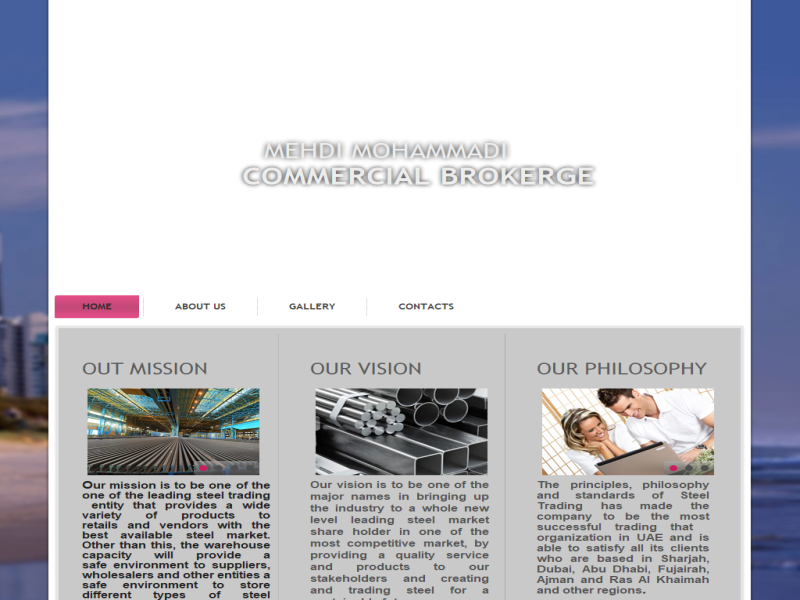 MEHDI MOHAMMADI
COMMERCIAL BROKERGE
HOME
ABOUT US
GALLERY
CONTACTS
OUT MISSION
Our mission is to be one of the
one of the leading steel trading
entity that provides a wide
variety of products to
retails and vendors with the
best available steel market.
Other than this, the warehouse
capacity will provide a
safe environment to suppliers,
wholesalers and other entities a
safe environment to store
different types of steel
OUR VISION
Our vision is to be one of the
major names in bringing up
the industry to a whole new
level leading steel market
share holder in one of the
most competitive market, by
providing a quality service
and products to our
stakeholders and creating
and trading steel for a
OUR PHILOSOPHY
The principles, philosophy
and standards of Steel
Trading has made the
company to be the most
successful trading that
organization in UAE and is
able to satisfy all its clients
who are based in Sharjah,
Dubai, Abu Dhabi, Fujairah,
Ajman and Ras Al Khaimah
and other regions.